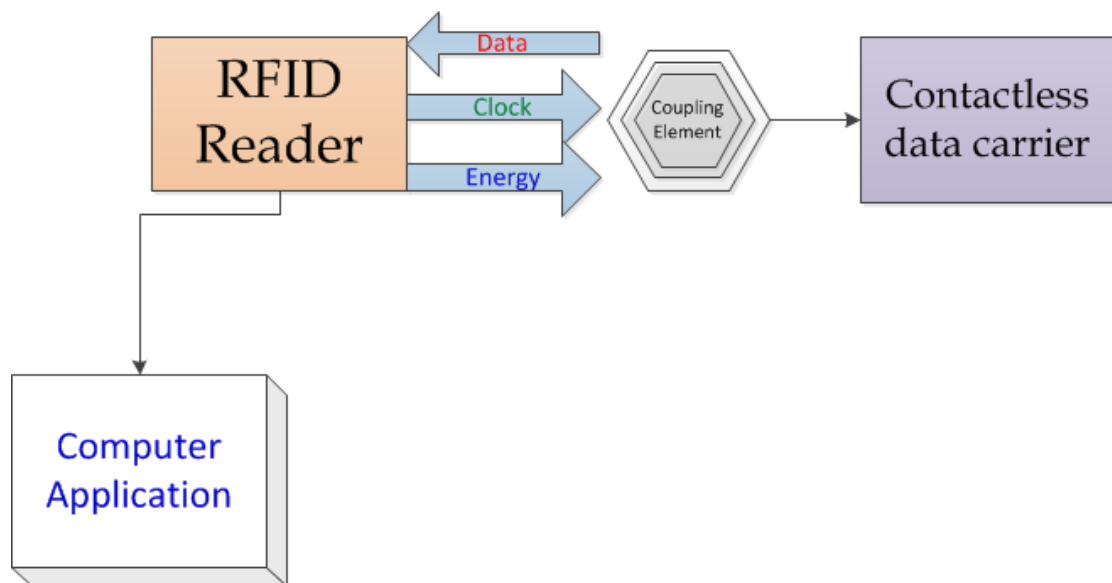 RFID
Reader
Data
Clock
Energy
Coupling
Element
Contactless
data carrier
Computer
Application